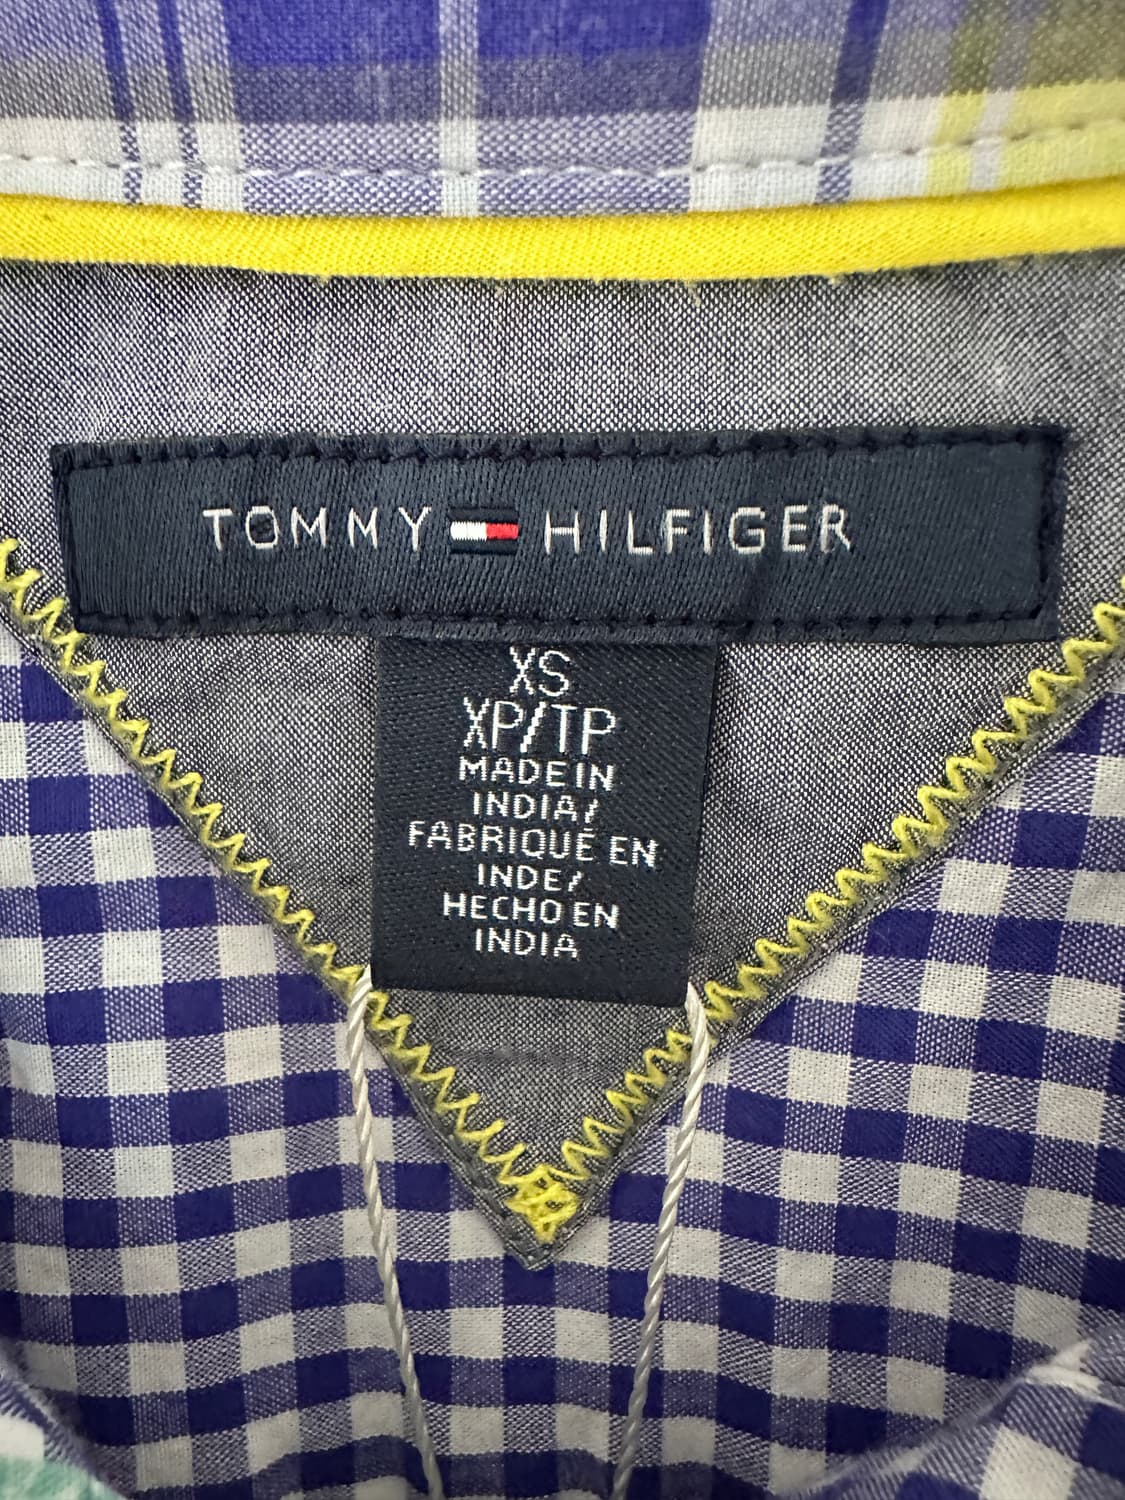 TOMMY HILFIGER
XS
XP/TP
MADE IN
INDIA/
FABRIQUÉ EN
INDE/
HECHO EN
INDIA